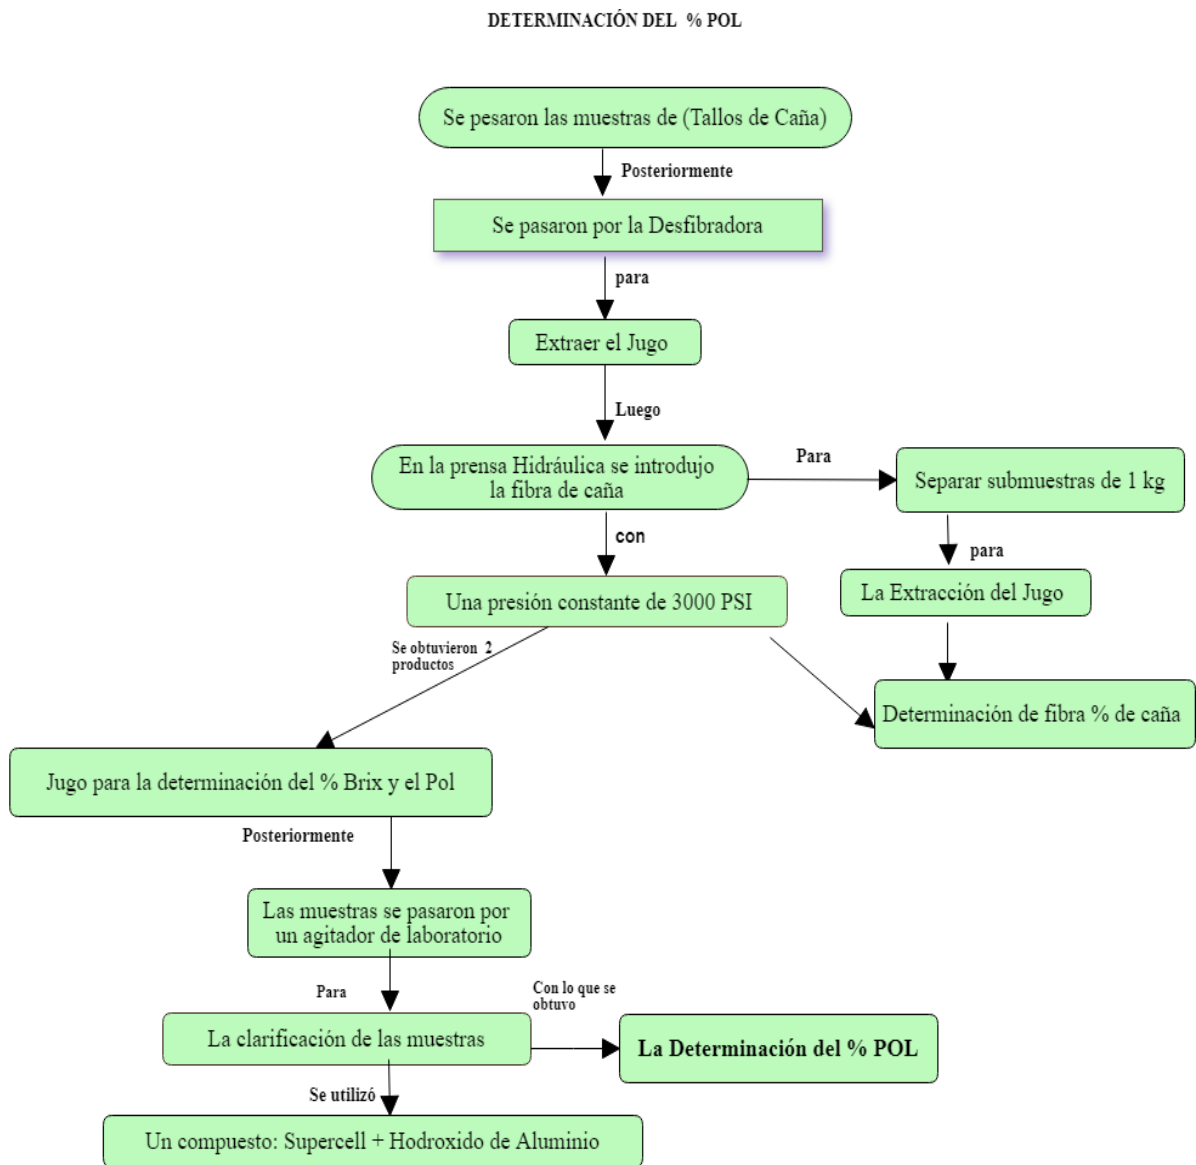 DETERMINACIÓN DEL % POL
Se pesaron las muestras de (Tallos de Caña)
Posteriormente
Se pasaron por la Desfibradora
para
Extraer el Jugo
Luego
En la prensa Hidráulica se introdujo
la fibra de caña
Para
Separar submuestras de 1 kg
con
para
Una presión constante de 3000 PSI
La Extracción del Jugo
Se obtuvieron 2
productos
Determinación de fibra % de caña
Jugo para la determinación del % Brix y el Pol
Posteriormente
Las muestras se pasaron por
un agitador de laboratorio
Para
Con lo que se
obtuvo
La clarificación de las muestras
La Determinación del % POL
Se utilizó
Un compuesto: Supercell + Hodroxido de Aluminio